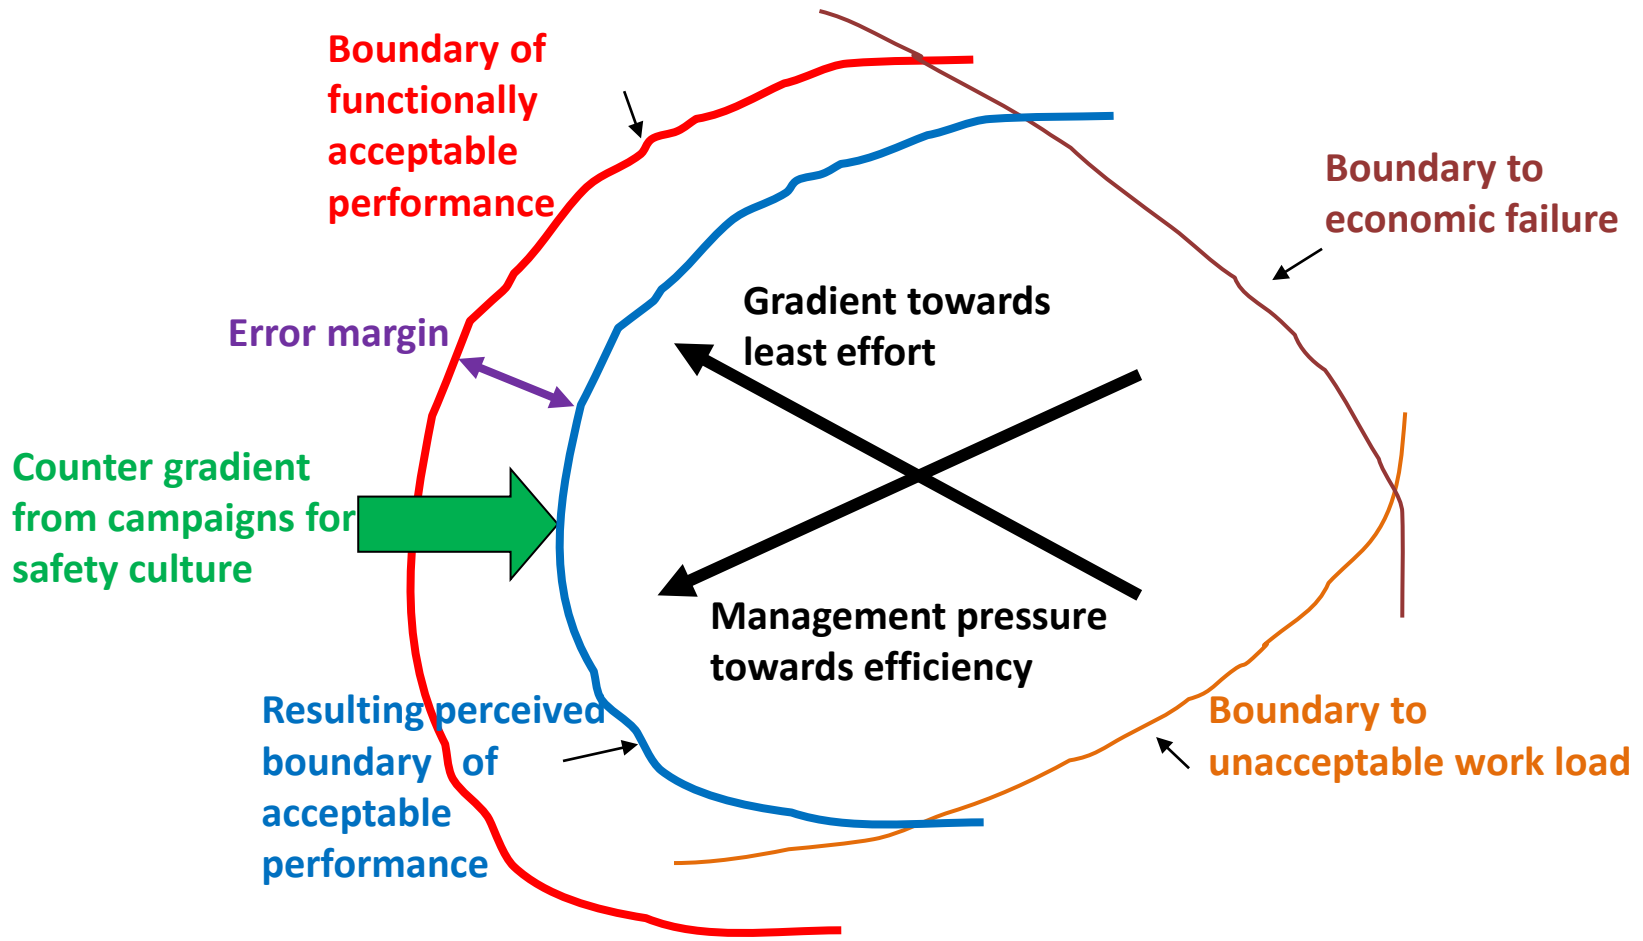 Boundary of
functionally
acceptable
performance
Boundary to
economic failure
Gradient towards
least effort
Error margin
Counter gradient
from campaigns for
safety culture
Management pressure
towards efficiency
Resulting perceived
boundary of
acceptable
performance
Boundary to
unacceptable work load